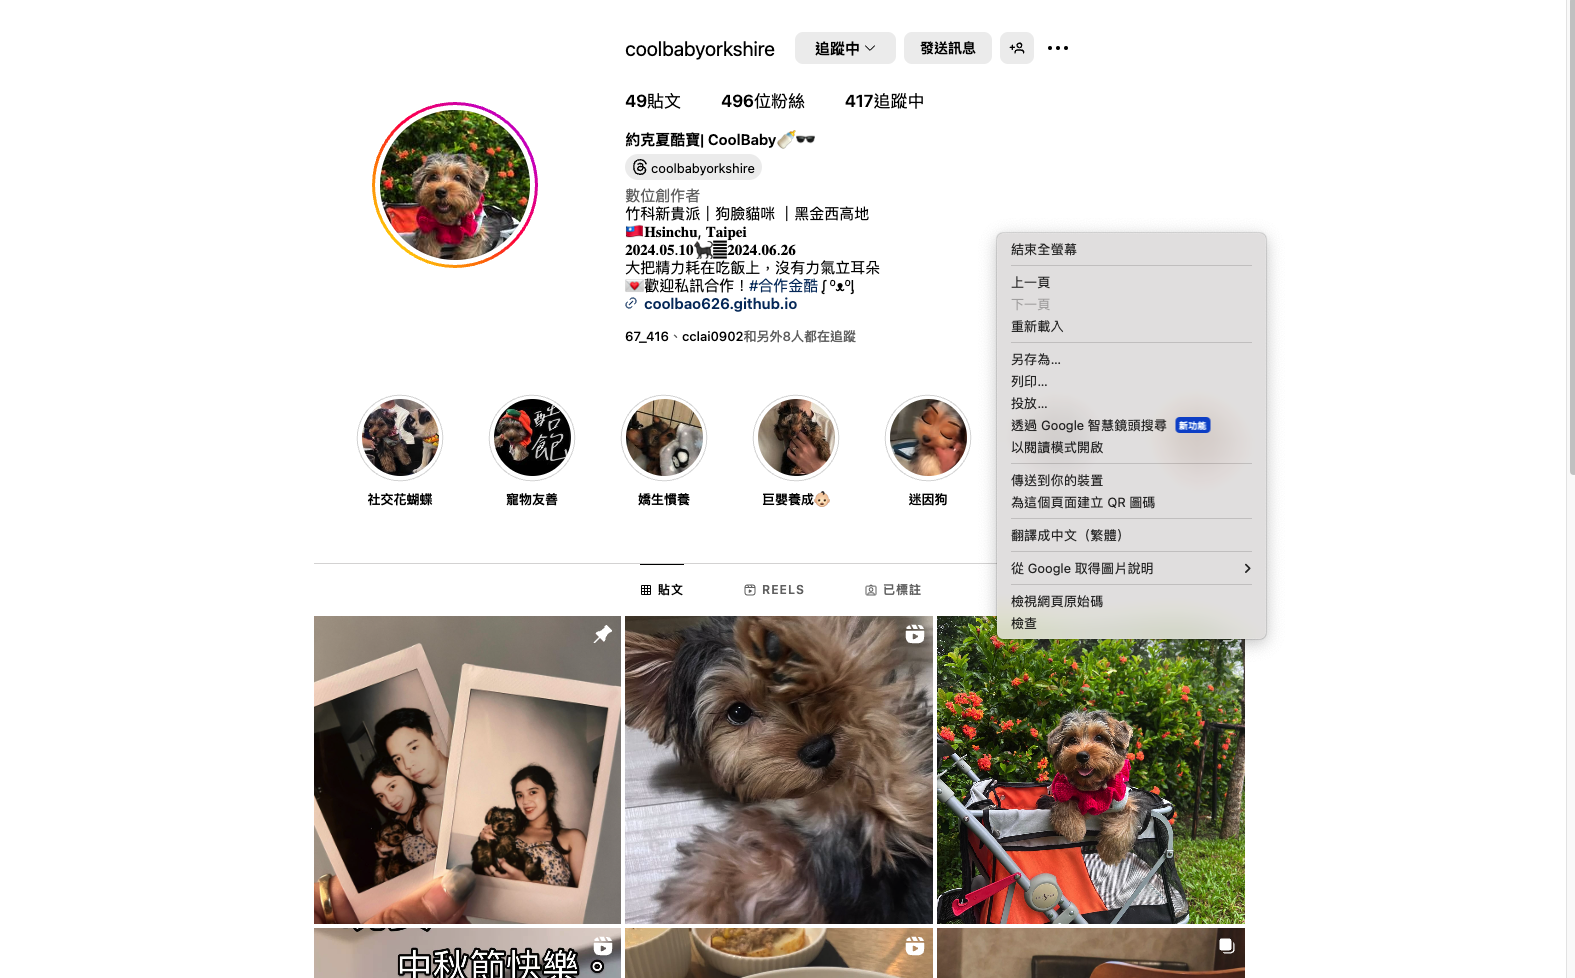 coolbabyorkshire 追蹤中 發送訊息
49貼文 496位粉絲 417追蹤中
約克夏酷寶| CoolBaby🍼🕶️
coolbabyorkshire
數位創作者
竹科新貴派｜狗臉貓咪 ｜黑金西高地
🇹🇼𝐇𝐬𝐢𝐧𝐜𝐡𝐮, 𝐓𝐚𝐢𝐩𝐞𝐢
𝟐𝟎𝟐𝟒.𝟎𝟓.𝟏𝟎🐈‍⬛𝟐𝟎𝟐𝟒.𝟎𝟔.𝟐𝟔
大把精力耗在吃飯上，沒有力氣立耳朵
💌歡迎私訊合作！#合作金酷 ʆ ⁰ᴥ⁰ʃ
coolbao626.github.io
67_416、cclai0902和另外8人都在追蹤
社交花蝴蝶
寵物友善
嬌生慣養
巨嬰養成👶🏻
迷因狗
酷
飽
結束全螢幕
上一頁
下一頁
重新載入
另存為...
列印...
投放...
透過 Google 智慧鏡頭搜尋 新功能
以閱讀模式開啟
傳送到你的裝置
為這個頁面建立 QR 圖碼
翻譯成中文（繁體）
從 Google 取得圖片說明
檢視網頁原始碼
檢查
貼文 REELS 已標註
中秋節快樂。